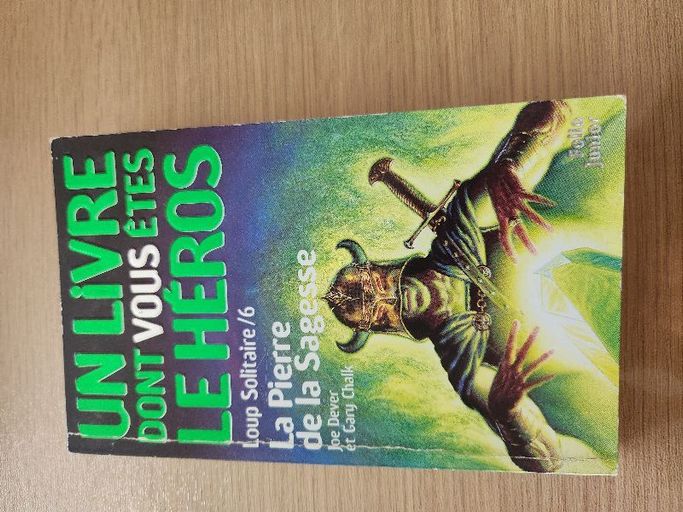 UN LiVRE
DONT VOUS ÊTES
LE HÉROS
Loup Solitaire/6
La Pierre
de la Sagesse
Joe Dever
et Gary Chalk
Folio
Junior